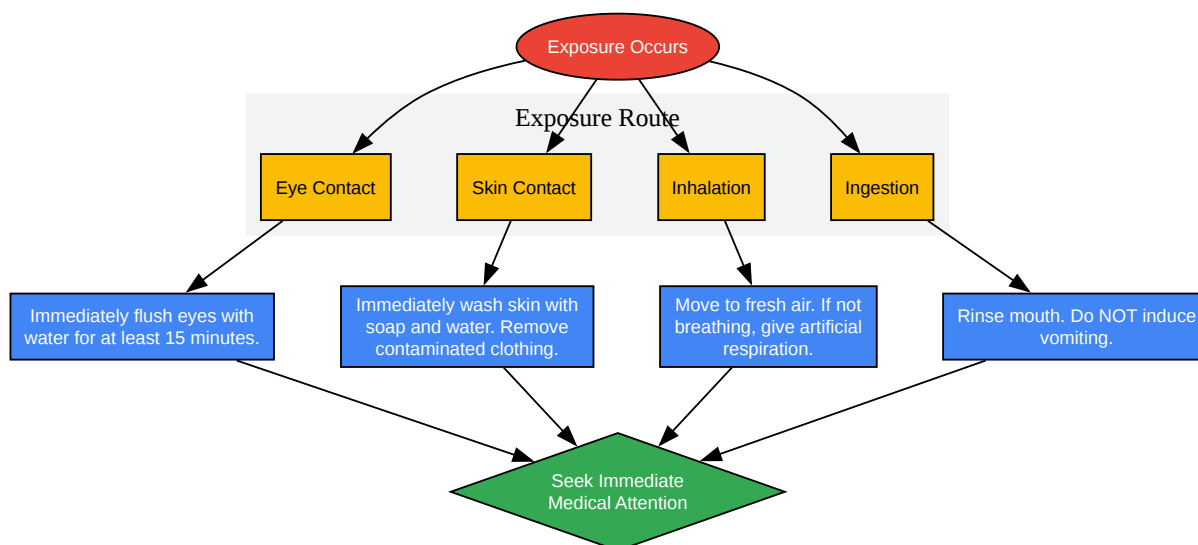 Exposure Occurs
Exposure Route
Eye Contact
Skin Contact
Inhalation
Ingestion
Immediately flush eyes with
water for at least 15 minutes.
Immediately wash skin with
soap and water. Remove
contaminated clothing.
Move to fresh air. If not
breathing, give artificial
respiration.
Rinse mouth. Do NOT induce
vomiting.
Seek Immediate
Medical Attention